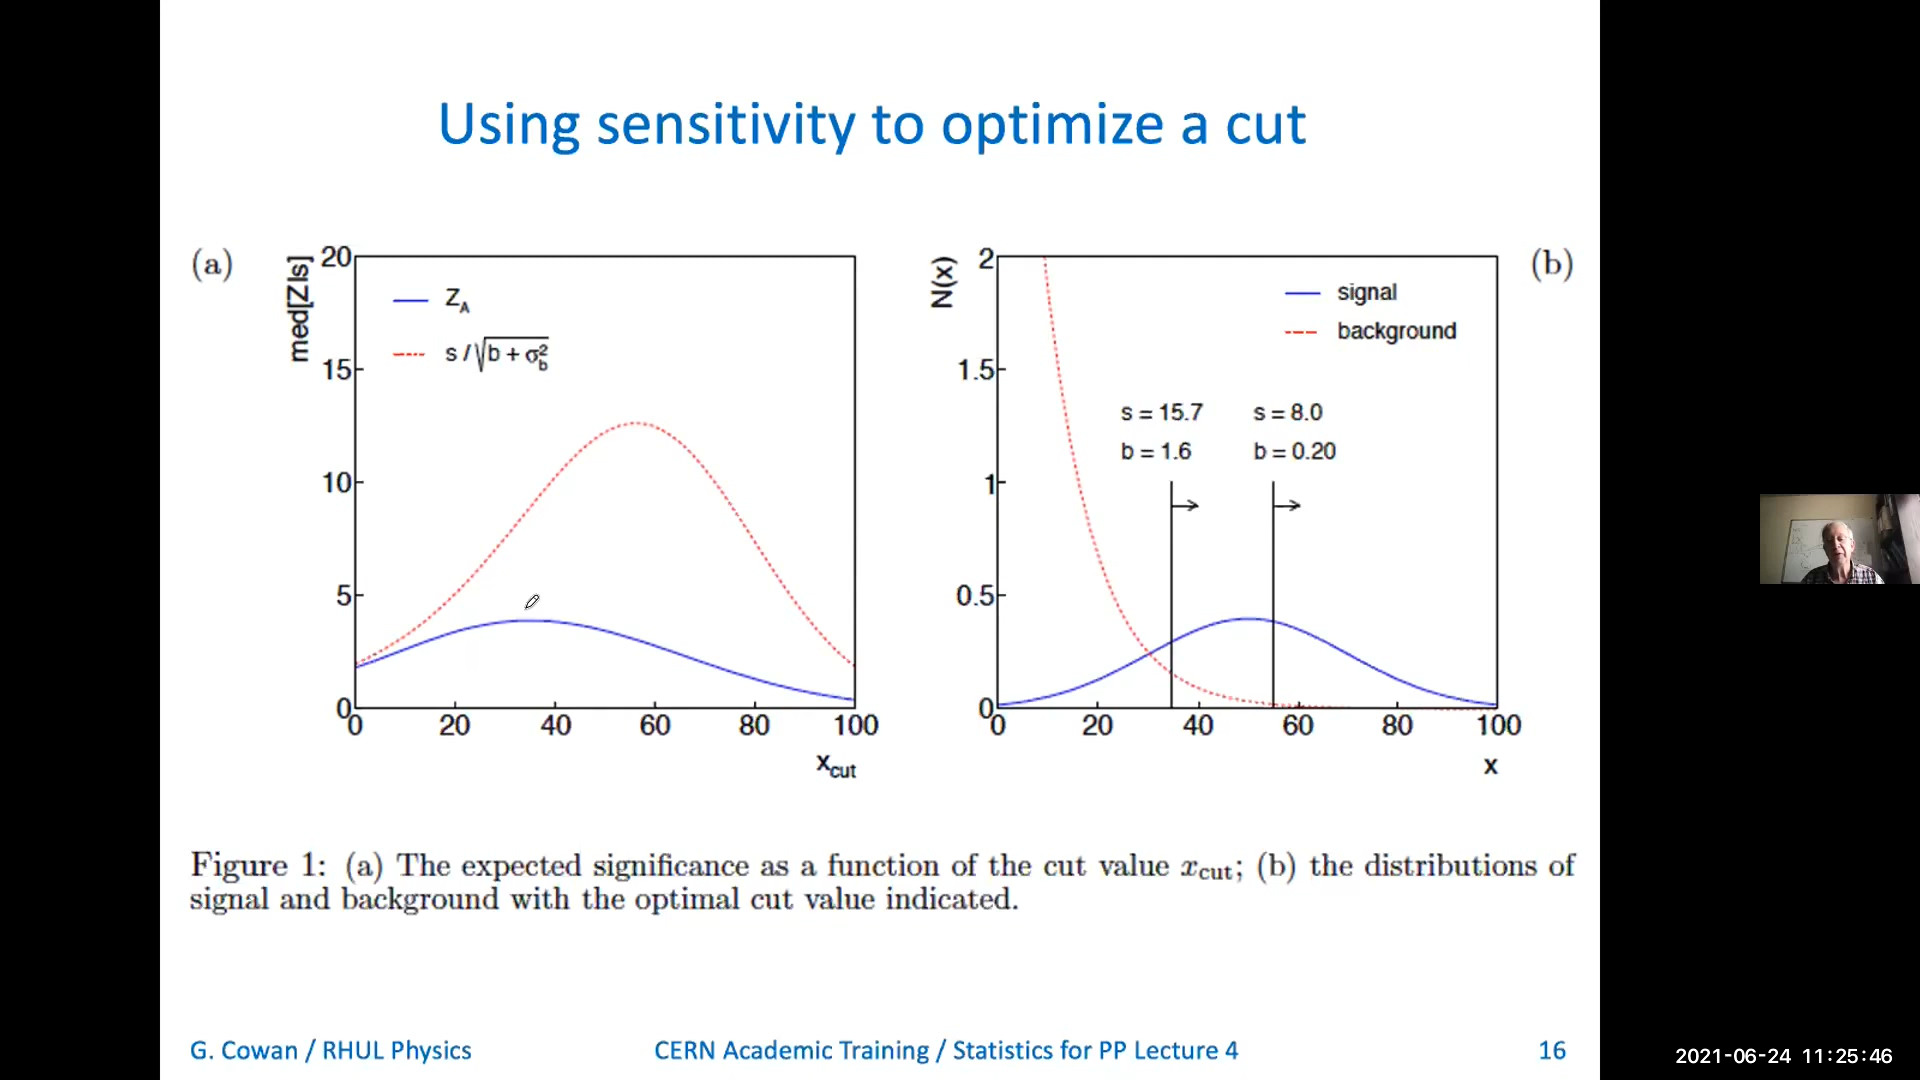 Using sensitivity to optimize a cut
(a)
med[Z|s]
20
15
10
5
0
Z_A
s / √b + σ_b^2
0 20 40 60 80 100
x_cut
(b)
N(x)
2
1.5
1
0.5
0
signal
background
s = 15.7 s = 8.0
b = 1.6 b = 0.20
0 20 40 60 80 100
x
Figure 1: (a) The expected significance as a function of the cut value x_cut; (b) the distributions of
signal and background with the optimal cut value indicated.
G. Cowan / RHUL Physics CERN Academic Training / Statistics for PP Lecture 4 16
2021-06-24 11:25:46